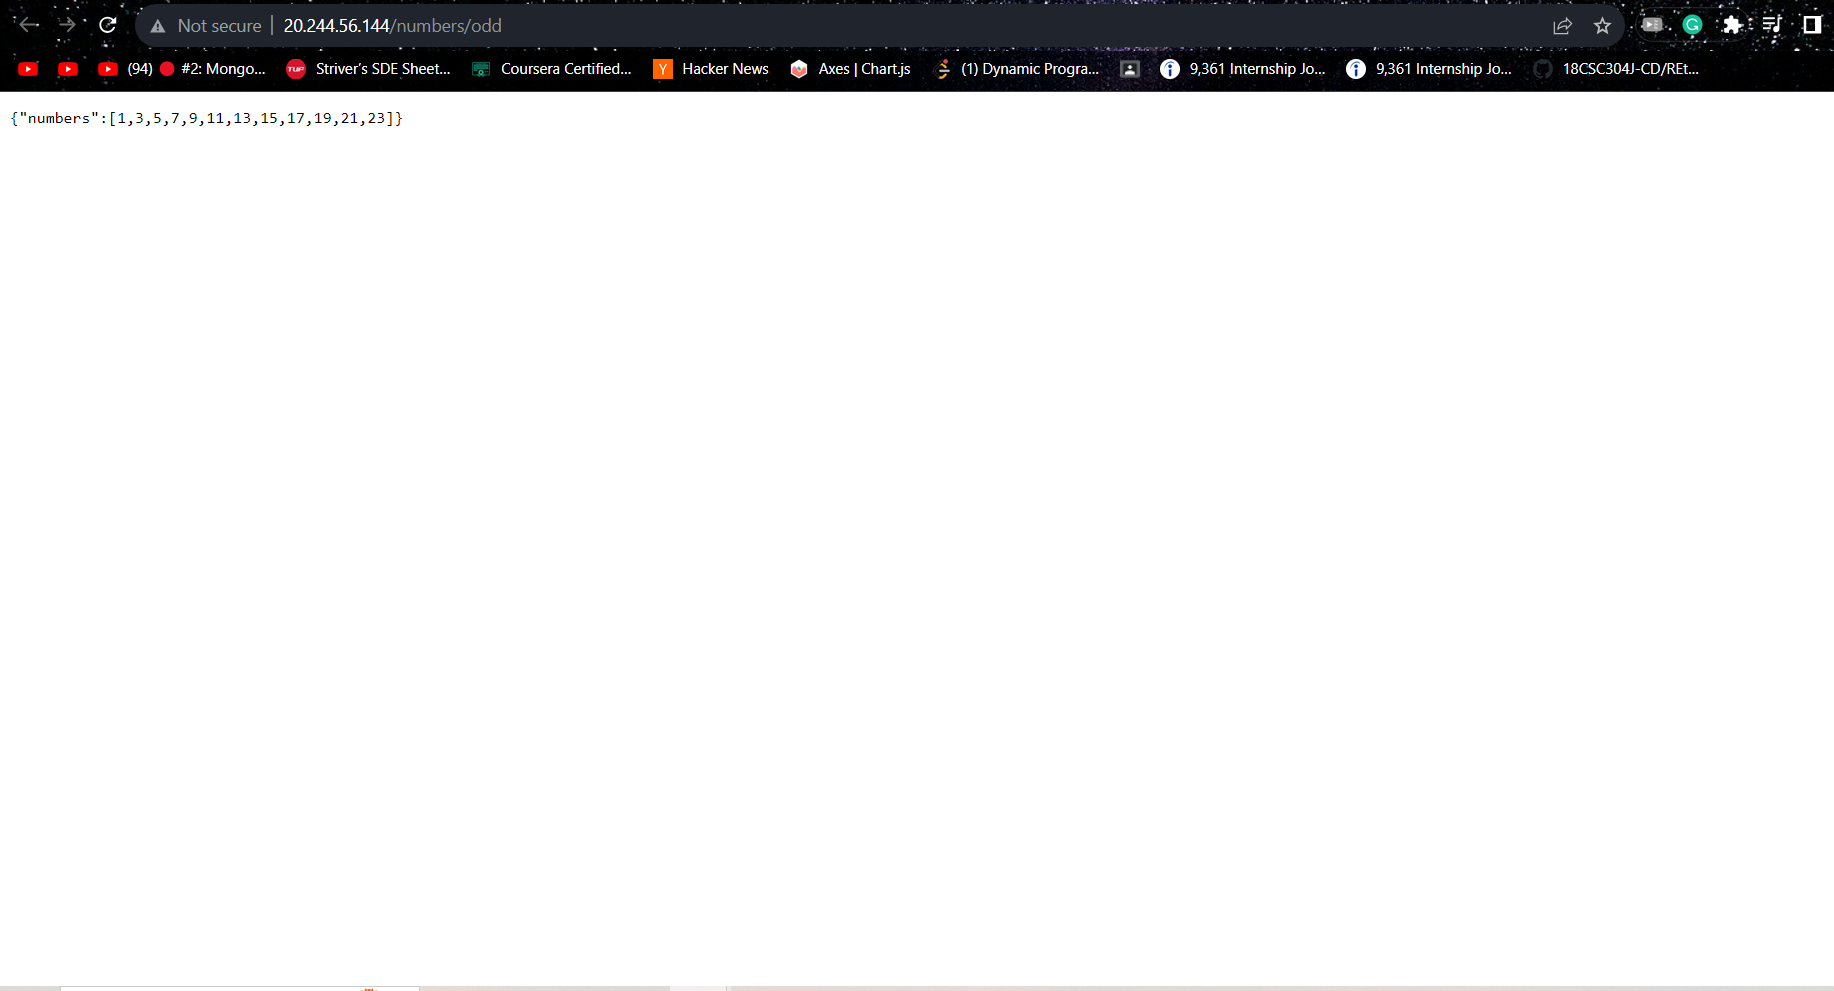 Not secure | 20.244.56.144/numbers/odd
(94) 🔴 #2: Mongo... TUF Striver's SDE Sheet... Coursera Certified... Y Hacker News Axes | Chart.js (1) Dynamic Progra... 9,361 Internship Jo... 9,361 Internship Jo... 18CSC304J-CD/REt...
{"numbers":[1,3,5,7,9,11,13,15,17,19,21,23]}